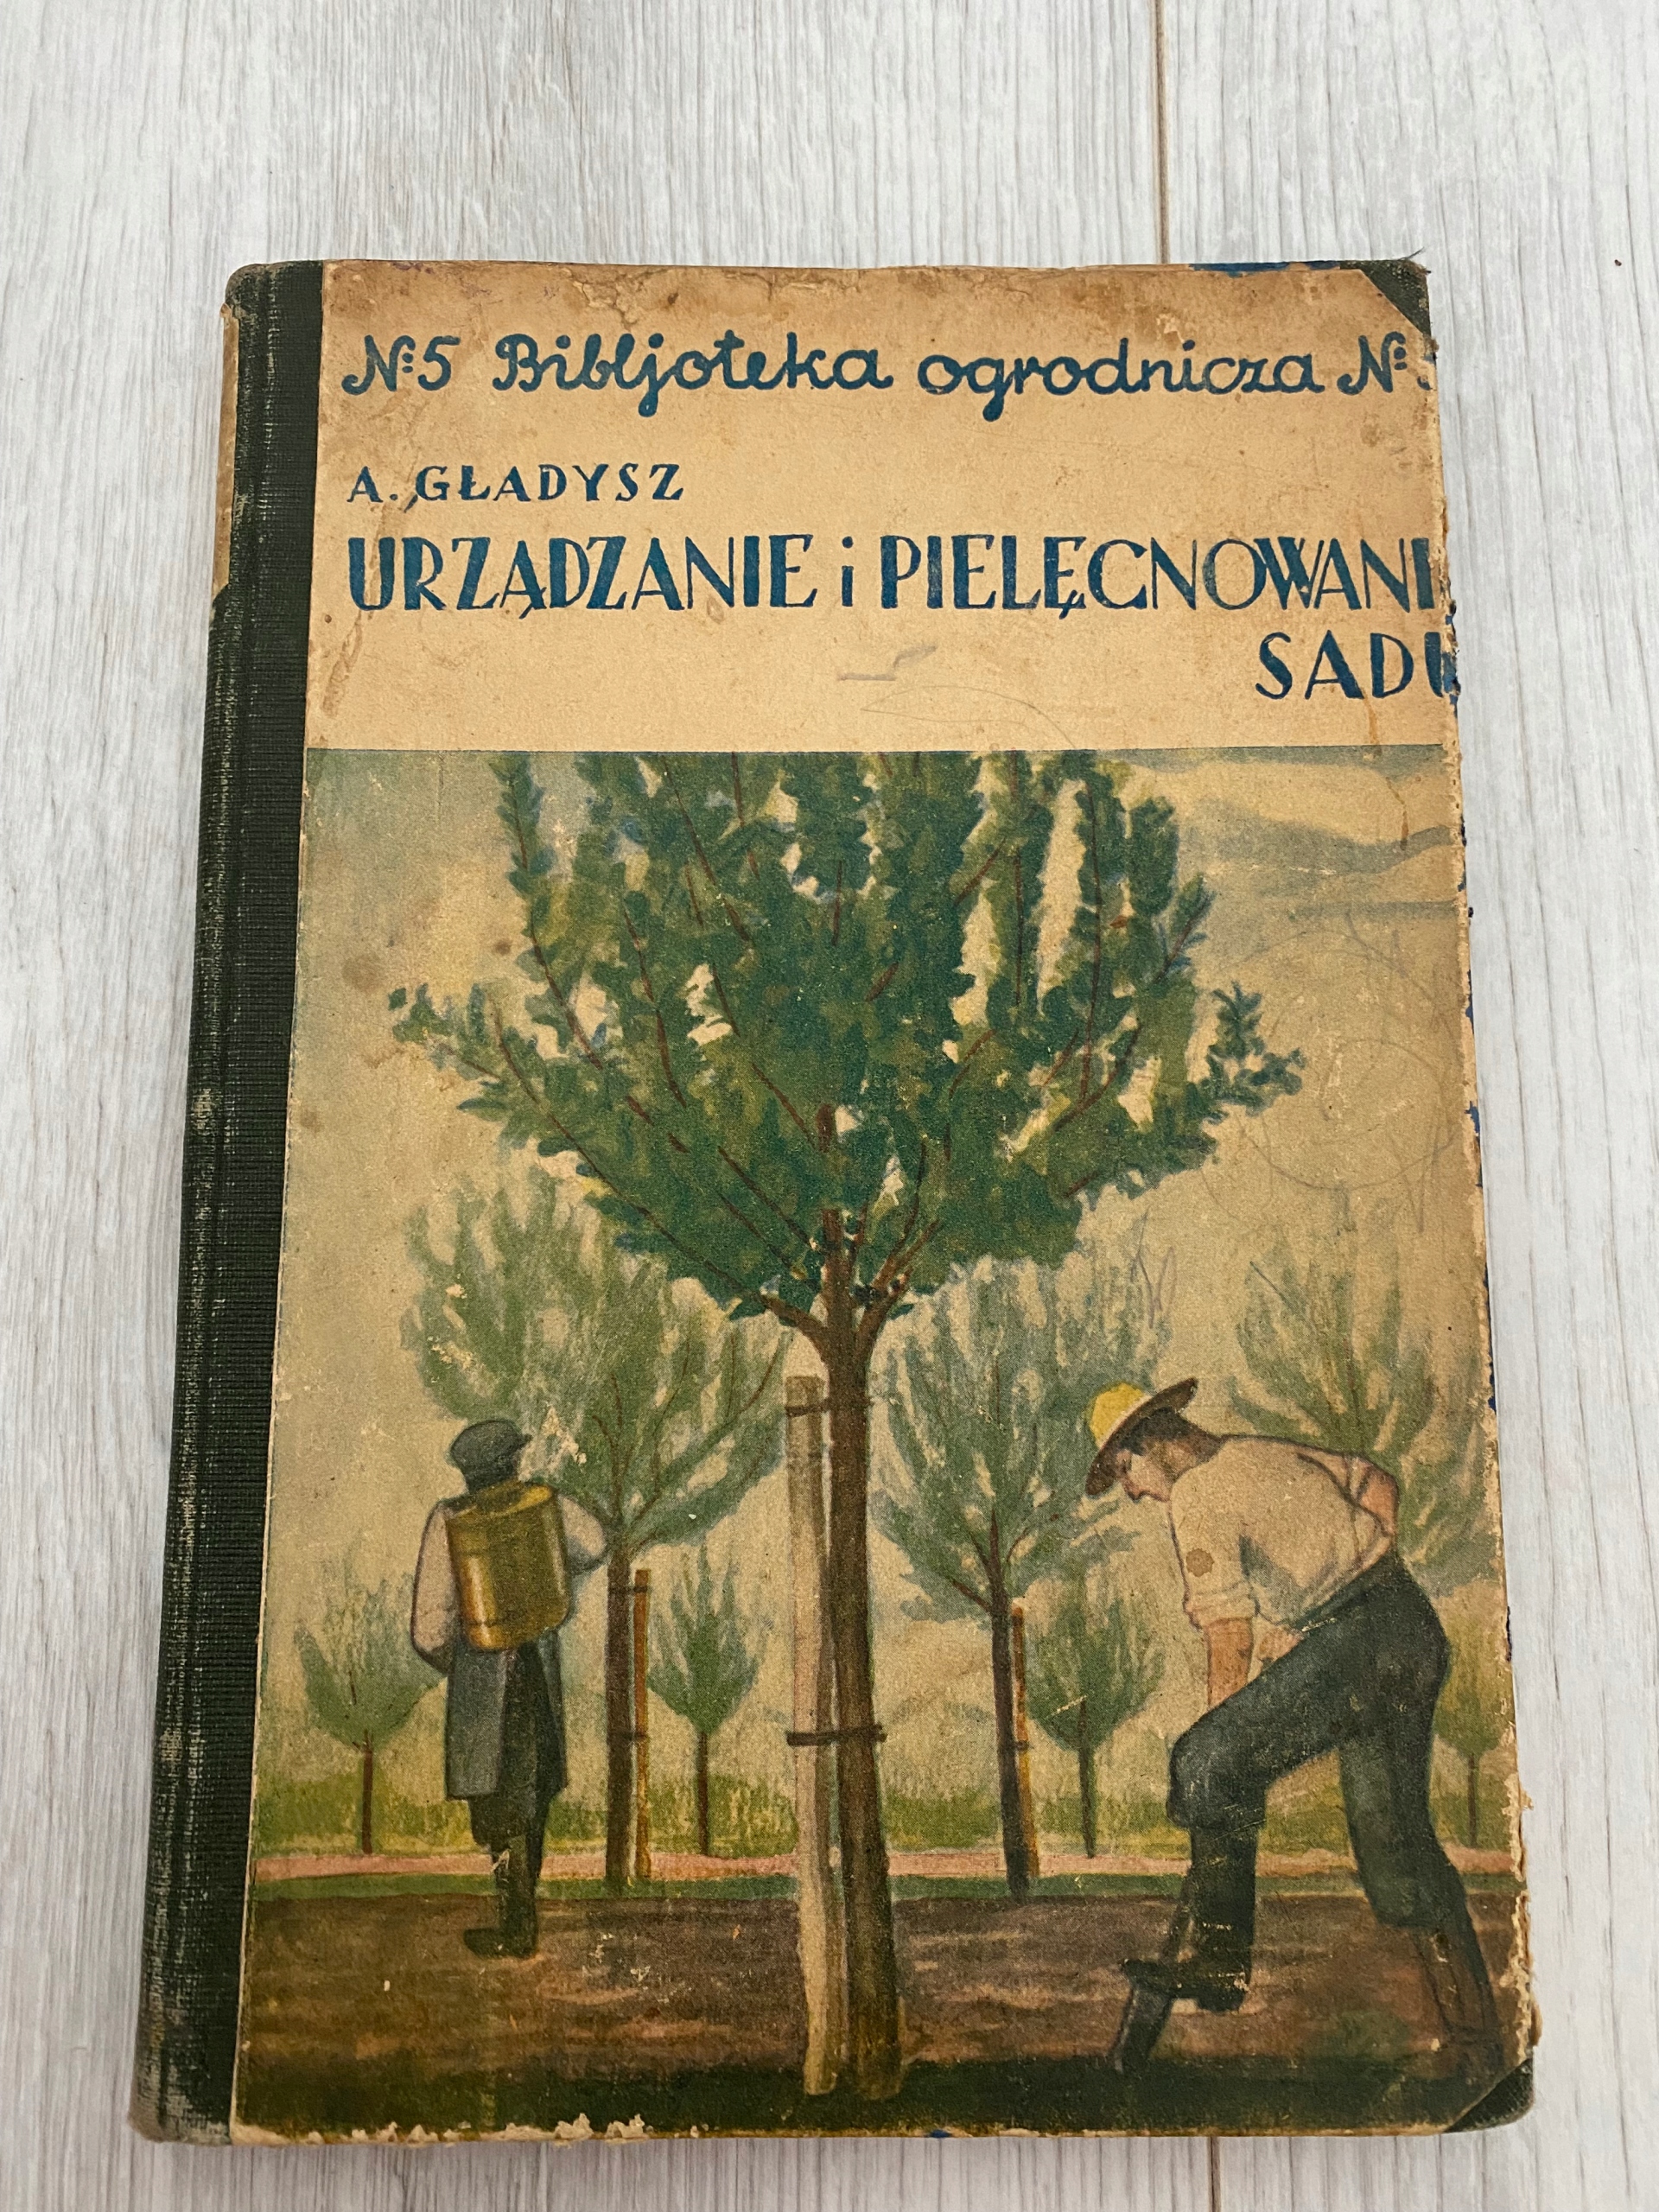 №5 Bibljoteka ogrodnicza №
A. GŁADYSZ
URZĄDZANIE i PIELĘGNOWANI
SADU